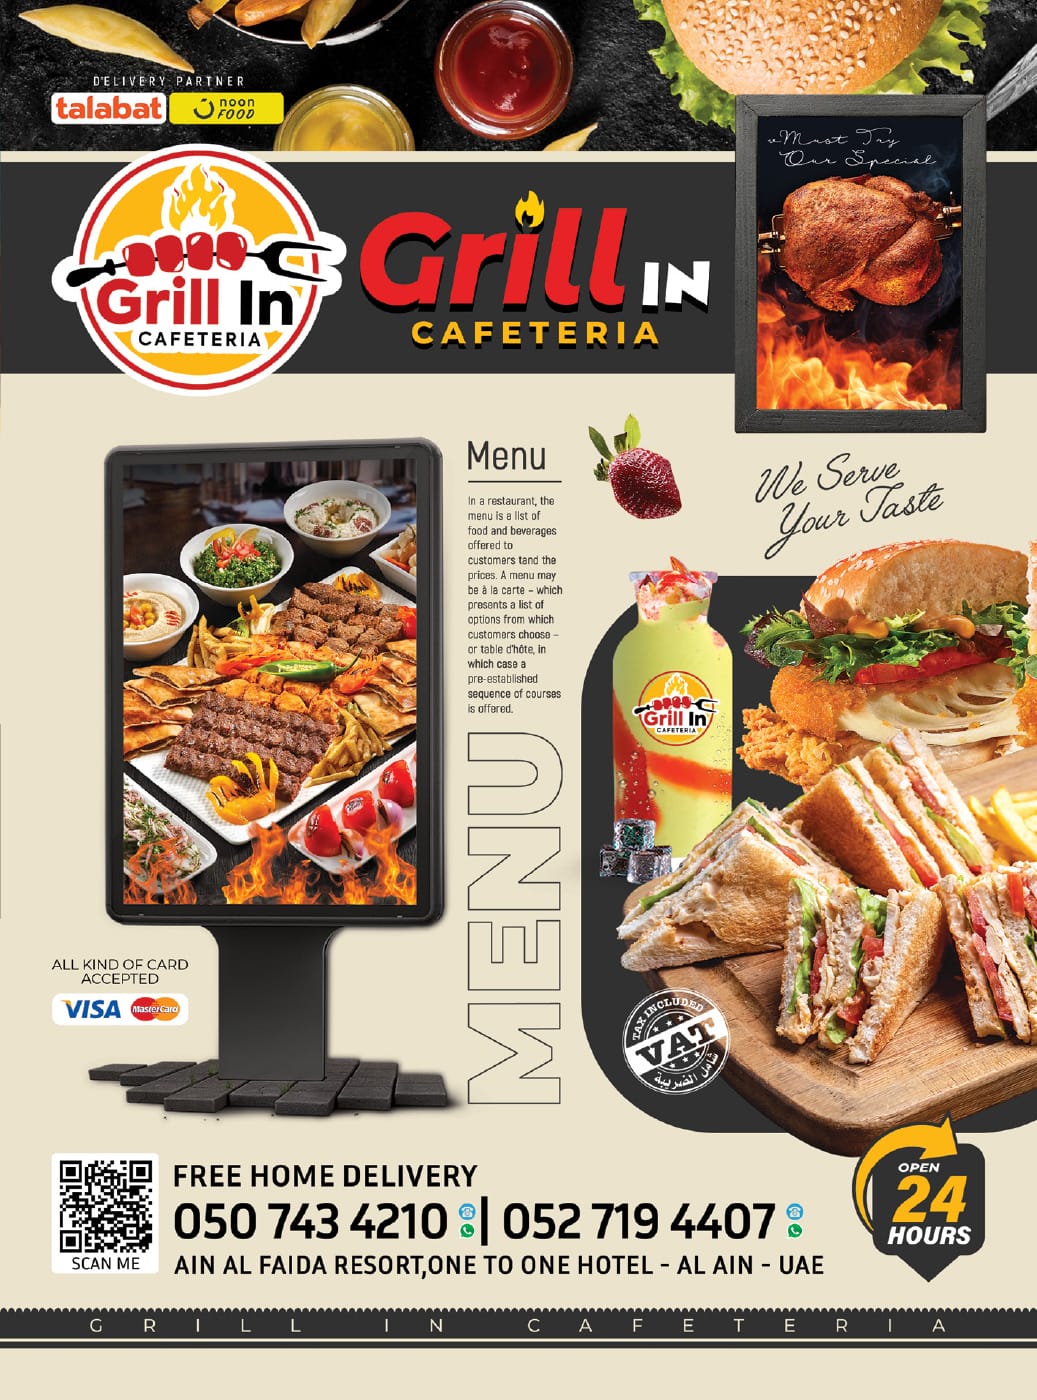 DELIVERY PARTNER
talabat
noon
FOOD
Must Try
Our Special
Grill In
CAFETERIA
Grill IN
CAFETERIA
Menu
In a restaurant, the
menu is a list of
food and beverages
offered to
customers tand the
prices. A menu may
be à la carte – which
presents a list of
options from which
customers choose –
or table d'hôte, in
which case a
pre-established
sequence of courses
is offered.
MENU
We Serve
Your Taste
Grill In
CAFETERIA
ALL KIND OF CARD
ACCEPTED
VISA
MasterCard
TAX INCLUDED
VAT
شامل الضريبة
OPEN
24
HOURS
SCAN ME
FREE HOME DELIVERY
050 743 4210 | 052 719 4407
AIN AL FAIDA RESORT,ONE TO ONE HOTEL - AL AIN - UAE
GRILL IN CAFETERIA